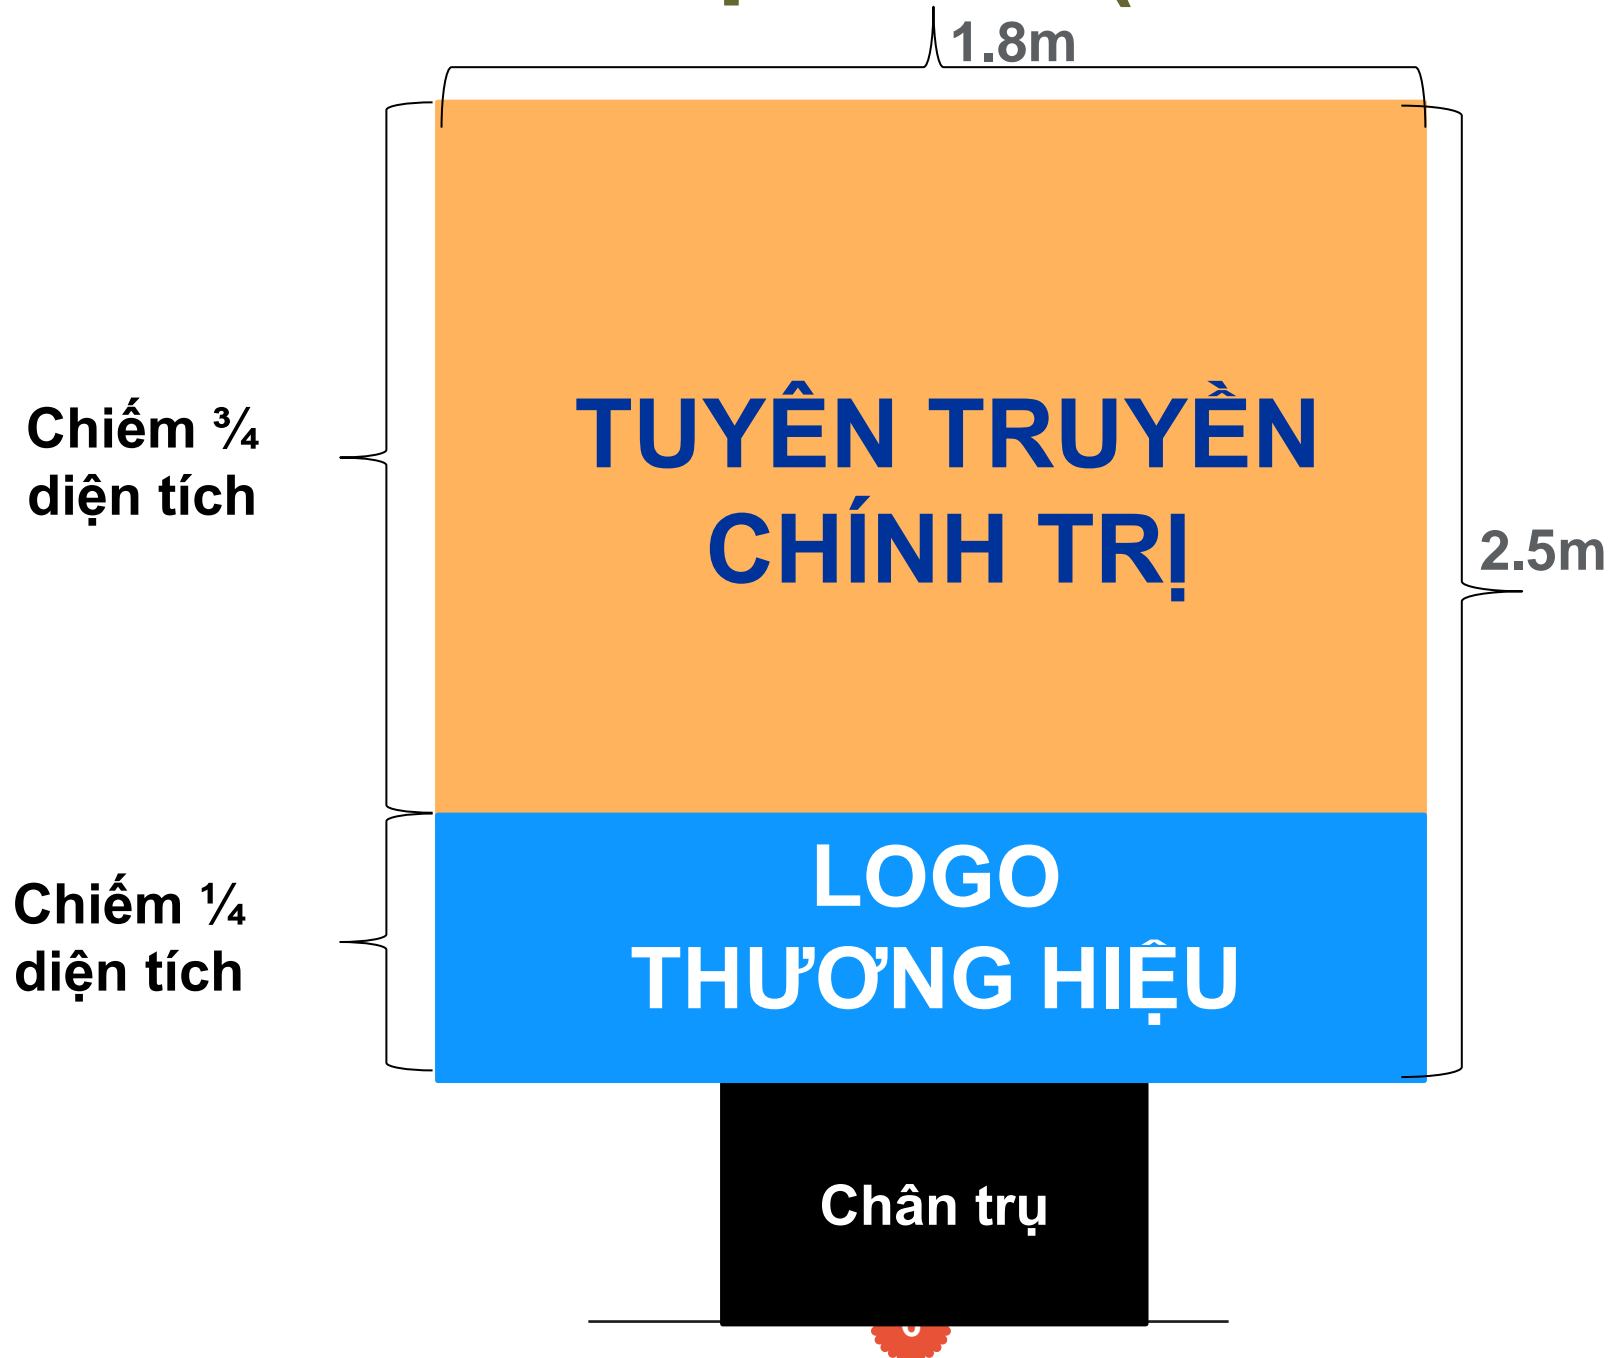 1.8m
Chiếm ¾
diện tích
TUYÊN TRUYỀN
CHÍNH TRỊ
2.5m
Chiếm ¼
diện tích
LOGO
THƯƠNG HIỆU
Chân trụ